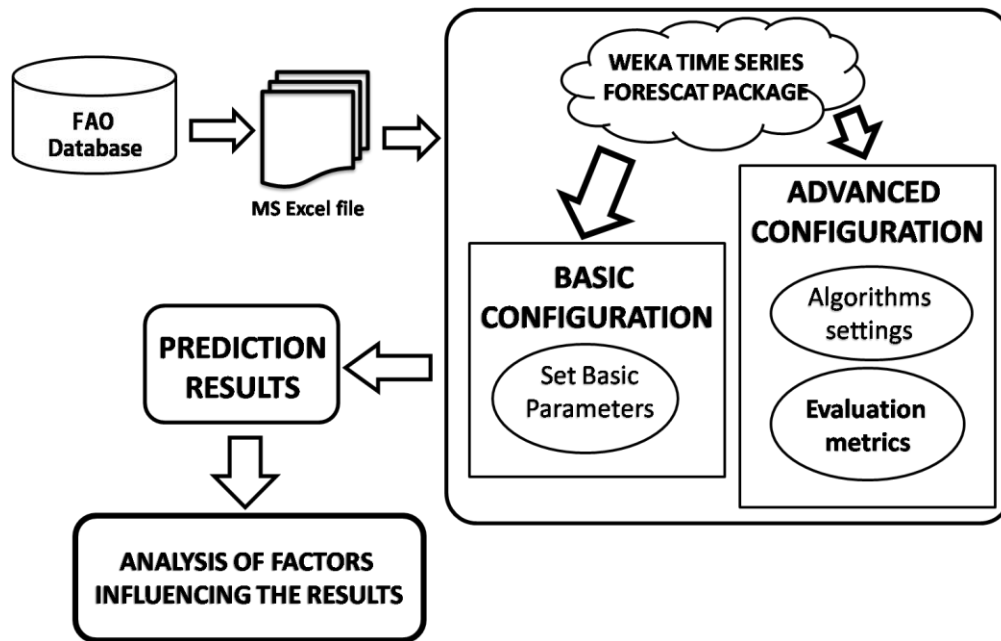 FAO
Database
MS Excel file
WEKA TIME SERIES
FORESCAT PACKAGE
BASIC
CONFIGURATION
Set Basic
Parameters
ADVANCED
CONFIGURATION
Algorithms
settings
Evaluation
metrics
PREDICTION
RESULTS
ANALYSIS OF FACTORS
INFLUENCING THE RESULTS